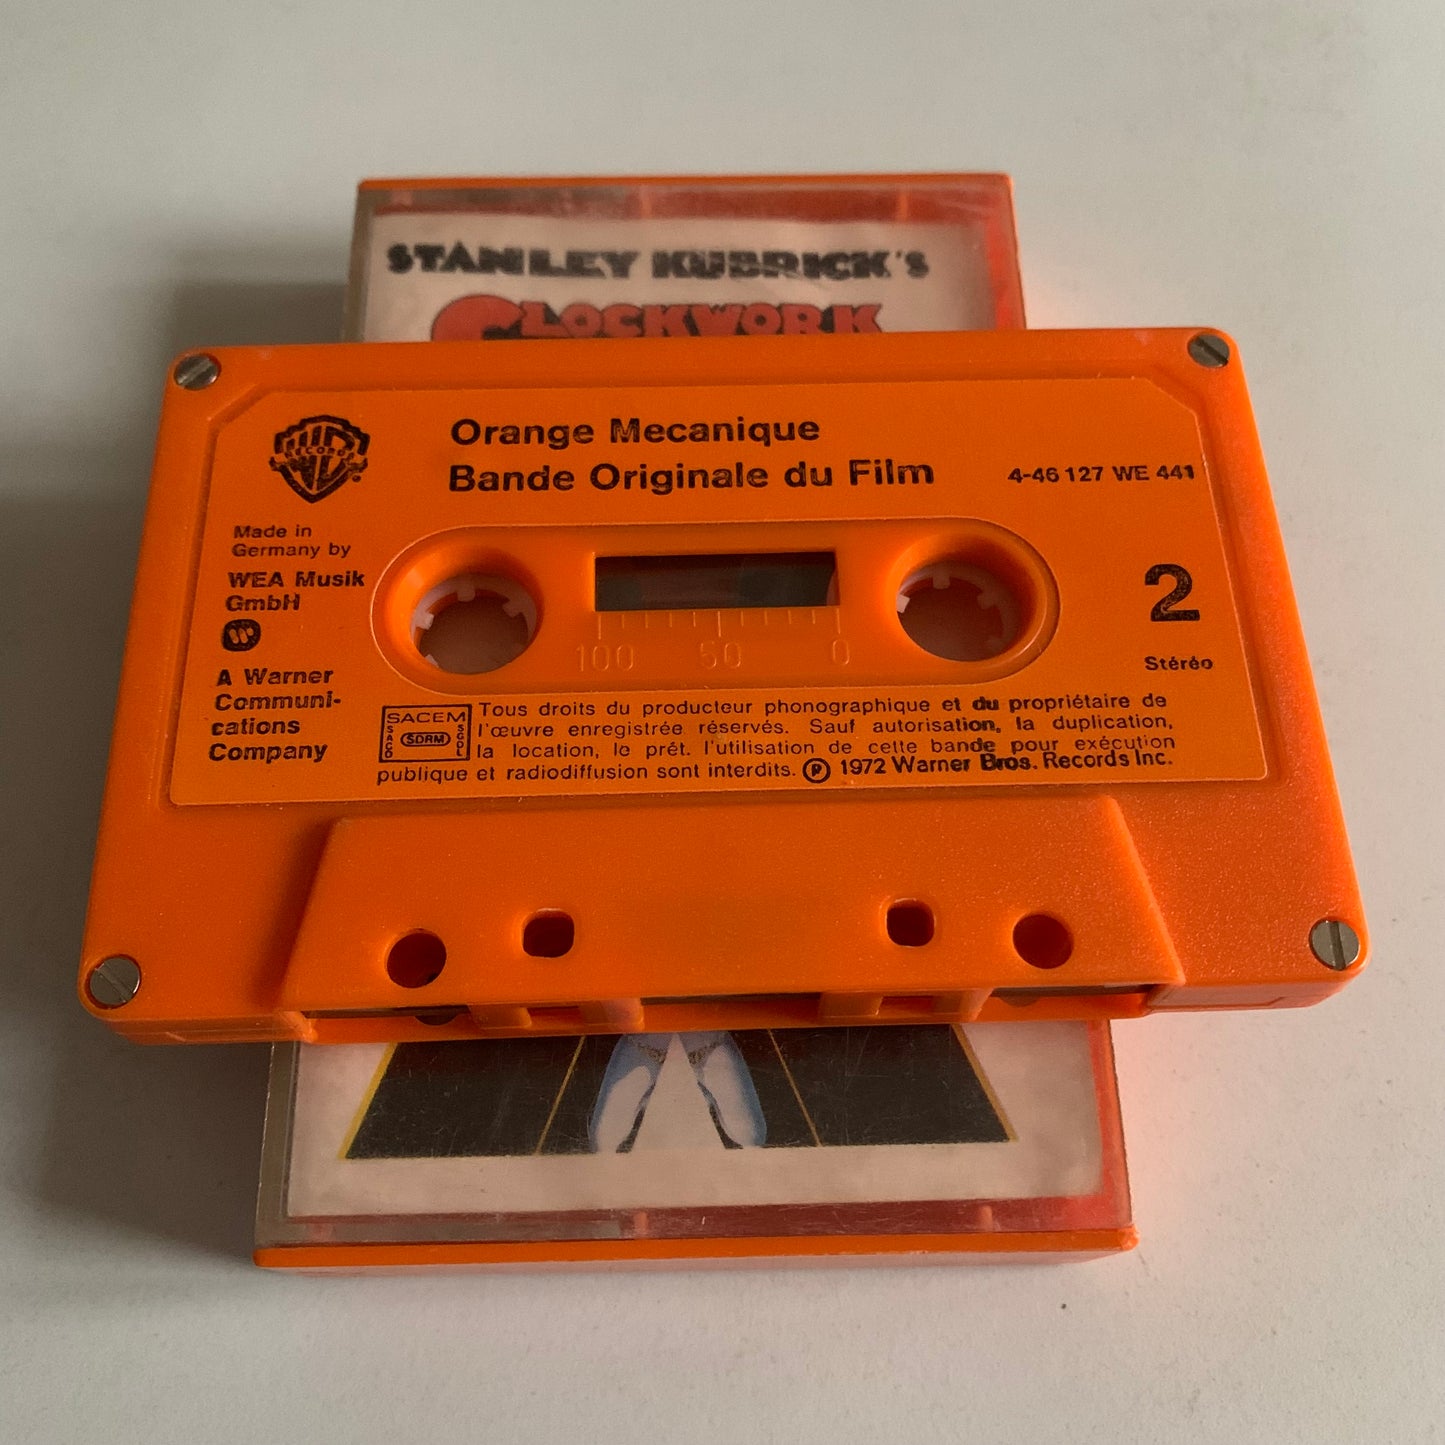 STANLEY KUBRICK'S
CLOCKWORK
Orange Mecanique
Bande Originale du Film
4-46 127 WE 441
WB
RECORDS
Made in
Germany by
WEA Musik
GmbH
A Warner
Communi-
cations
Company
100 50 0
2
Stéréo
SACEM
SACD
SDRM
SGDL
Tous droits du producteur phonographique et du propriétaire de
l'œuvre enregistrée réservés. Sauf autorisation, la duplication,
la location, le prét. l'utilisation de cette bande pour exécution
publique et radiodiffusion sont interdits. Ⓟ 1972 Warner Bros. Records Inc.